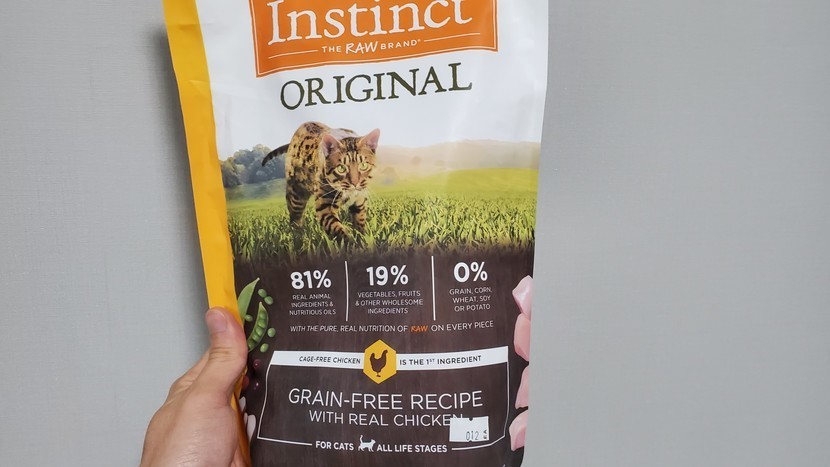 Instinct
THE RAW BRAND®
ORIGINAL
81%
REAL ANIMAL
INGREDIENTS &
NUTRITIOUS OILS
19%
VEGETABLES, FRUITS
& OTHER WHOLESOME
INGREDIENTS
0%
GRAIN, CORN,
WHEAT, SOY
OR POTATO
WITH THE PURE, REAL NUTRITION OF RAW ON EVERY PIECE
CAGE-FREE CHICKEN IS THE 1ST INGREDIENT
GRAIN-FREE RECIPE
WITH REAL CHICKEN
012
FOR CATS ALL LIFE STAGES